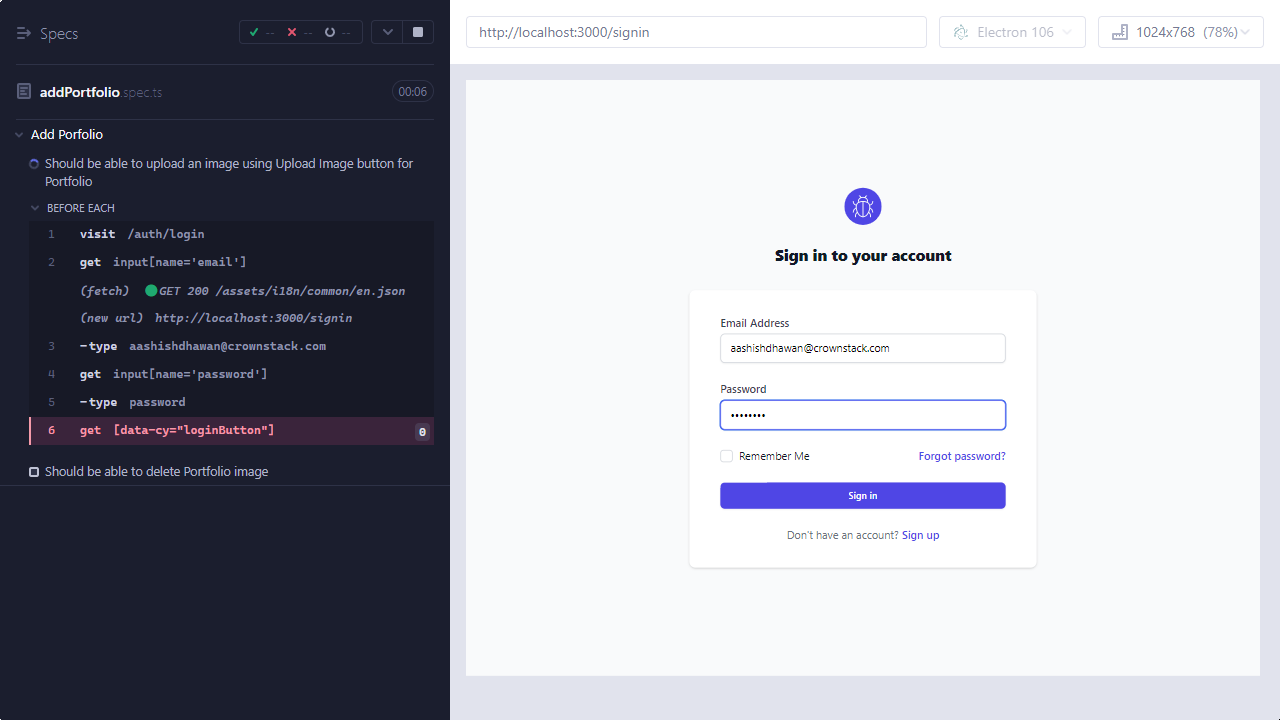 Specs
-- -- --
addPortfolio spec.ts
00:06
Add Porfolio
Should be able to upload an image using Upload Image button for
Portfolio
BEFORE EACH
1 visit /auth/login
2 get input[name='email']
(fetch) GET 200 /assets/i18n/common/en.json
(new url) http://localhost:3000/signin
3 -type aashishdhawan@crownstack.com
4 get input[name='password']
5 -type password
6 get [data-cy="loginButton"] 0
Should be able to delete Portfolio image
http://localhost:3000/signin
Electron 106
1024x768 (78%)
Sign in to your account
Email Address
aashishdhawan@crownstack.com
Password
••••••••
Remember Me
Forgot password?
Sign in
Don't have an account? Sign up